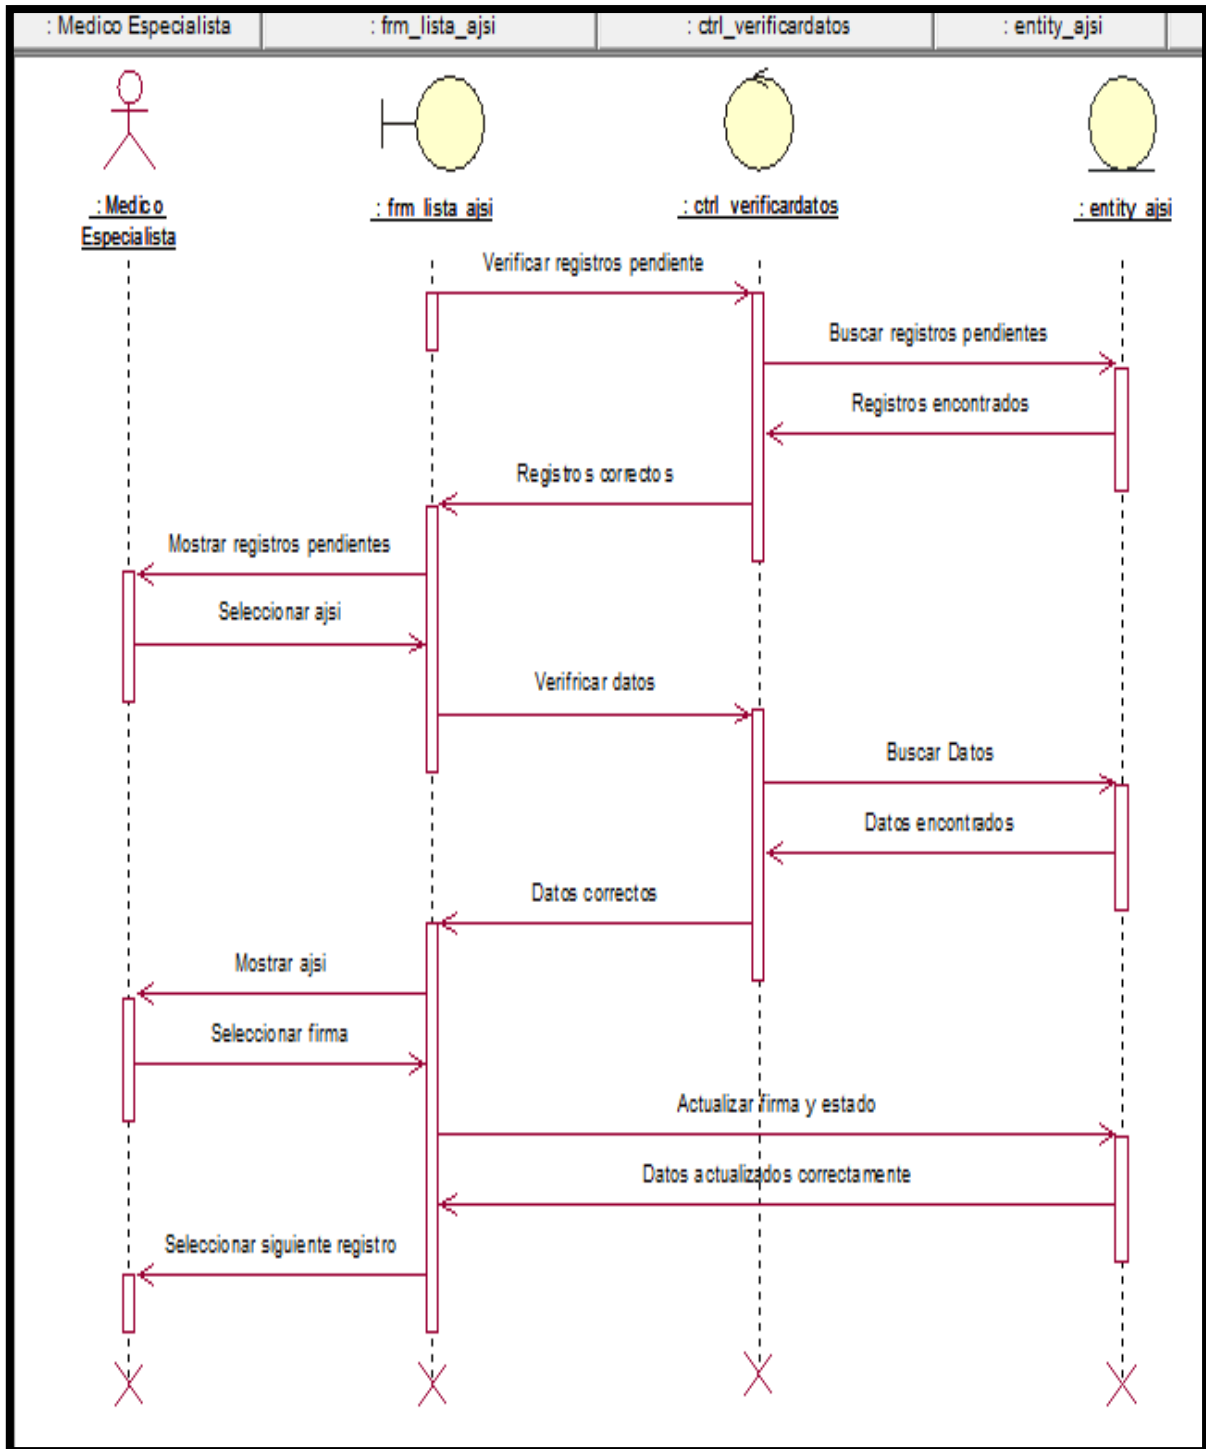 : Medico Especialista
: frm_lista_ajsi
: ctrl_verificardatos
: entity_ajsi
: Medico
Especialista
: frm_lista_ajsi
: ctrl_verificardatos
: entity_ajsi
Verificar registros pendiente
Buscar registros pendientes
Registros encontrados
Registros correctos
Mostrar registros pendientes
Seleccionar ajsi
Verifricar datos
Buscar Datos
Datos encontrados
Datos correctos
Mostrar ajsi
Seleccionar firma
Actualizar firma y estado
Datos actualizados correctamente
Seleccionar siguiente registro